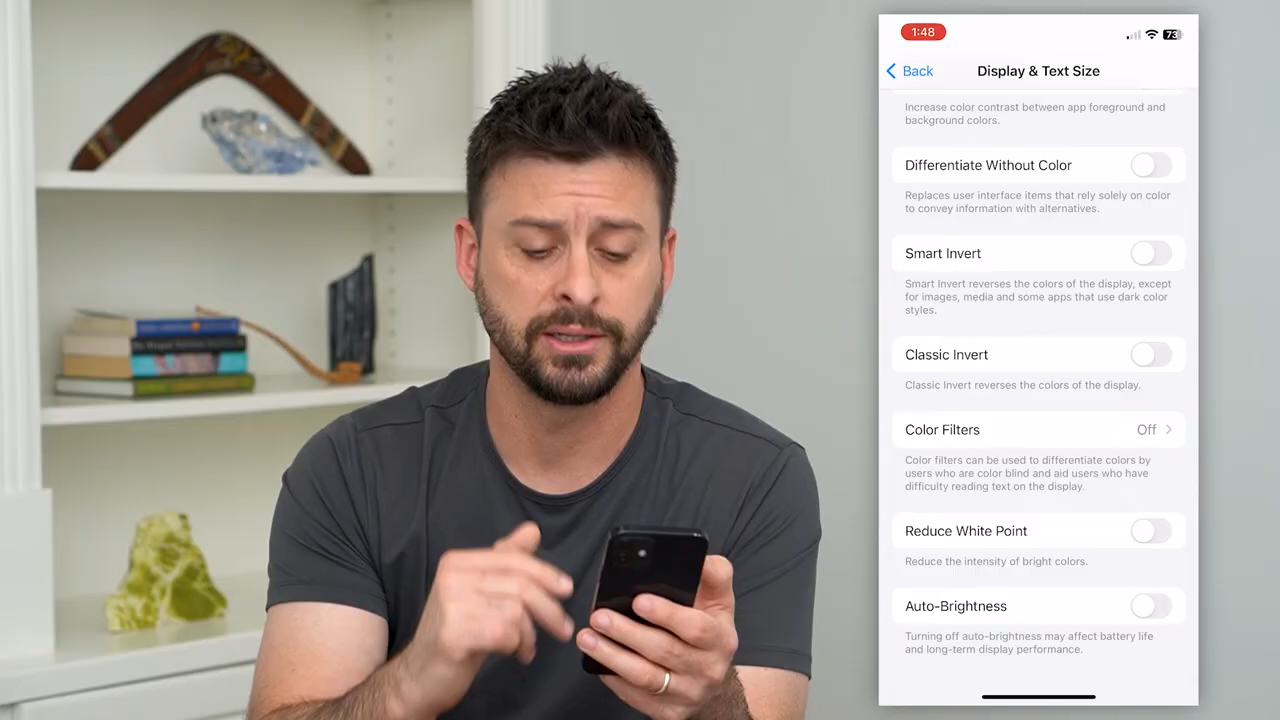 1:48
73
Back
Display & Text Size
Increase color contrast between app foreground and
background colors.
Differentiate Without Color
Replaces user interface items that rely solely on color
to convey information with alternatives.
Smart Invert
Smart Invert reverses the colors of the display, except
for images, media and some apps that use dark color
styles.
Classic Invert
Classic Invert reverses the colors of the display.
Color Filters
Off
Color filters can be used to differentiate colors by
users who are color blind and aid users who have
difficulty reading text on the display.
Reduce White Point
Reduce the intensity of bright colors.
Auto-Brightness
Turning off auto-brightness may affect battery life
and long-term display performance.